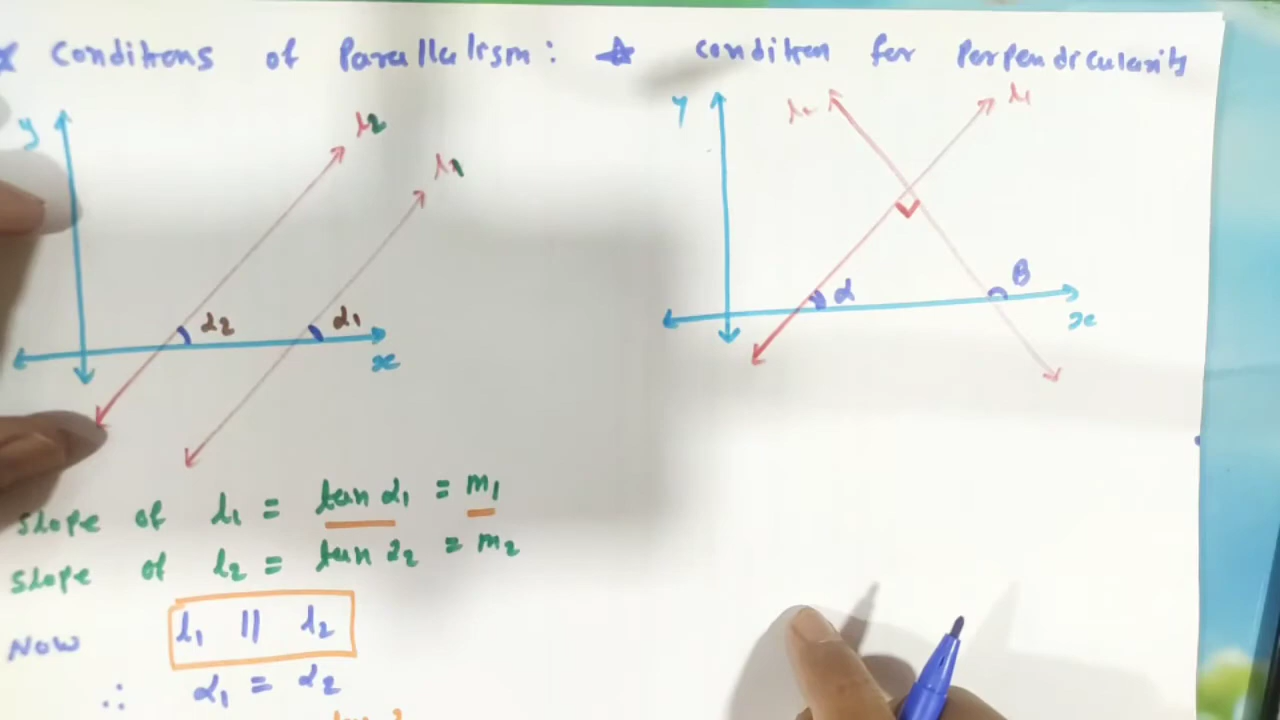 Conditions of Parallelism: ☆ condition for Perpendicularity
y
l2
l1
α2
α1
x
y
l1
α
β
x
Slope of l1 = tan α1 = m1
Slope of l2 = tan α2 = m2
Now l1 || l2
∴ α1 = α2